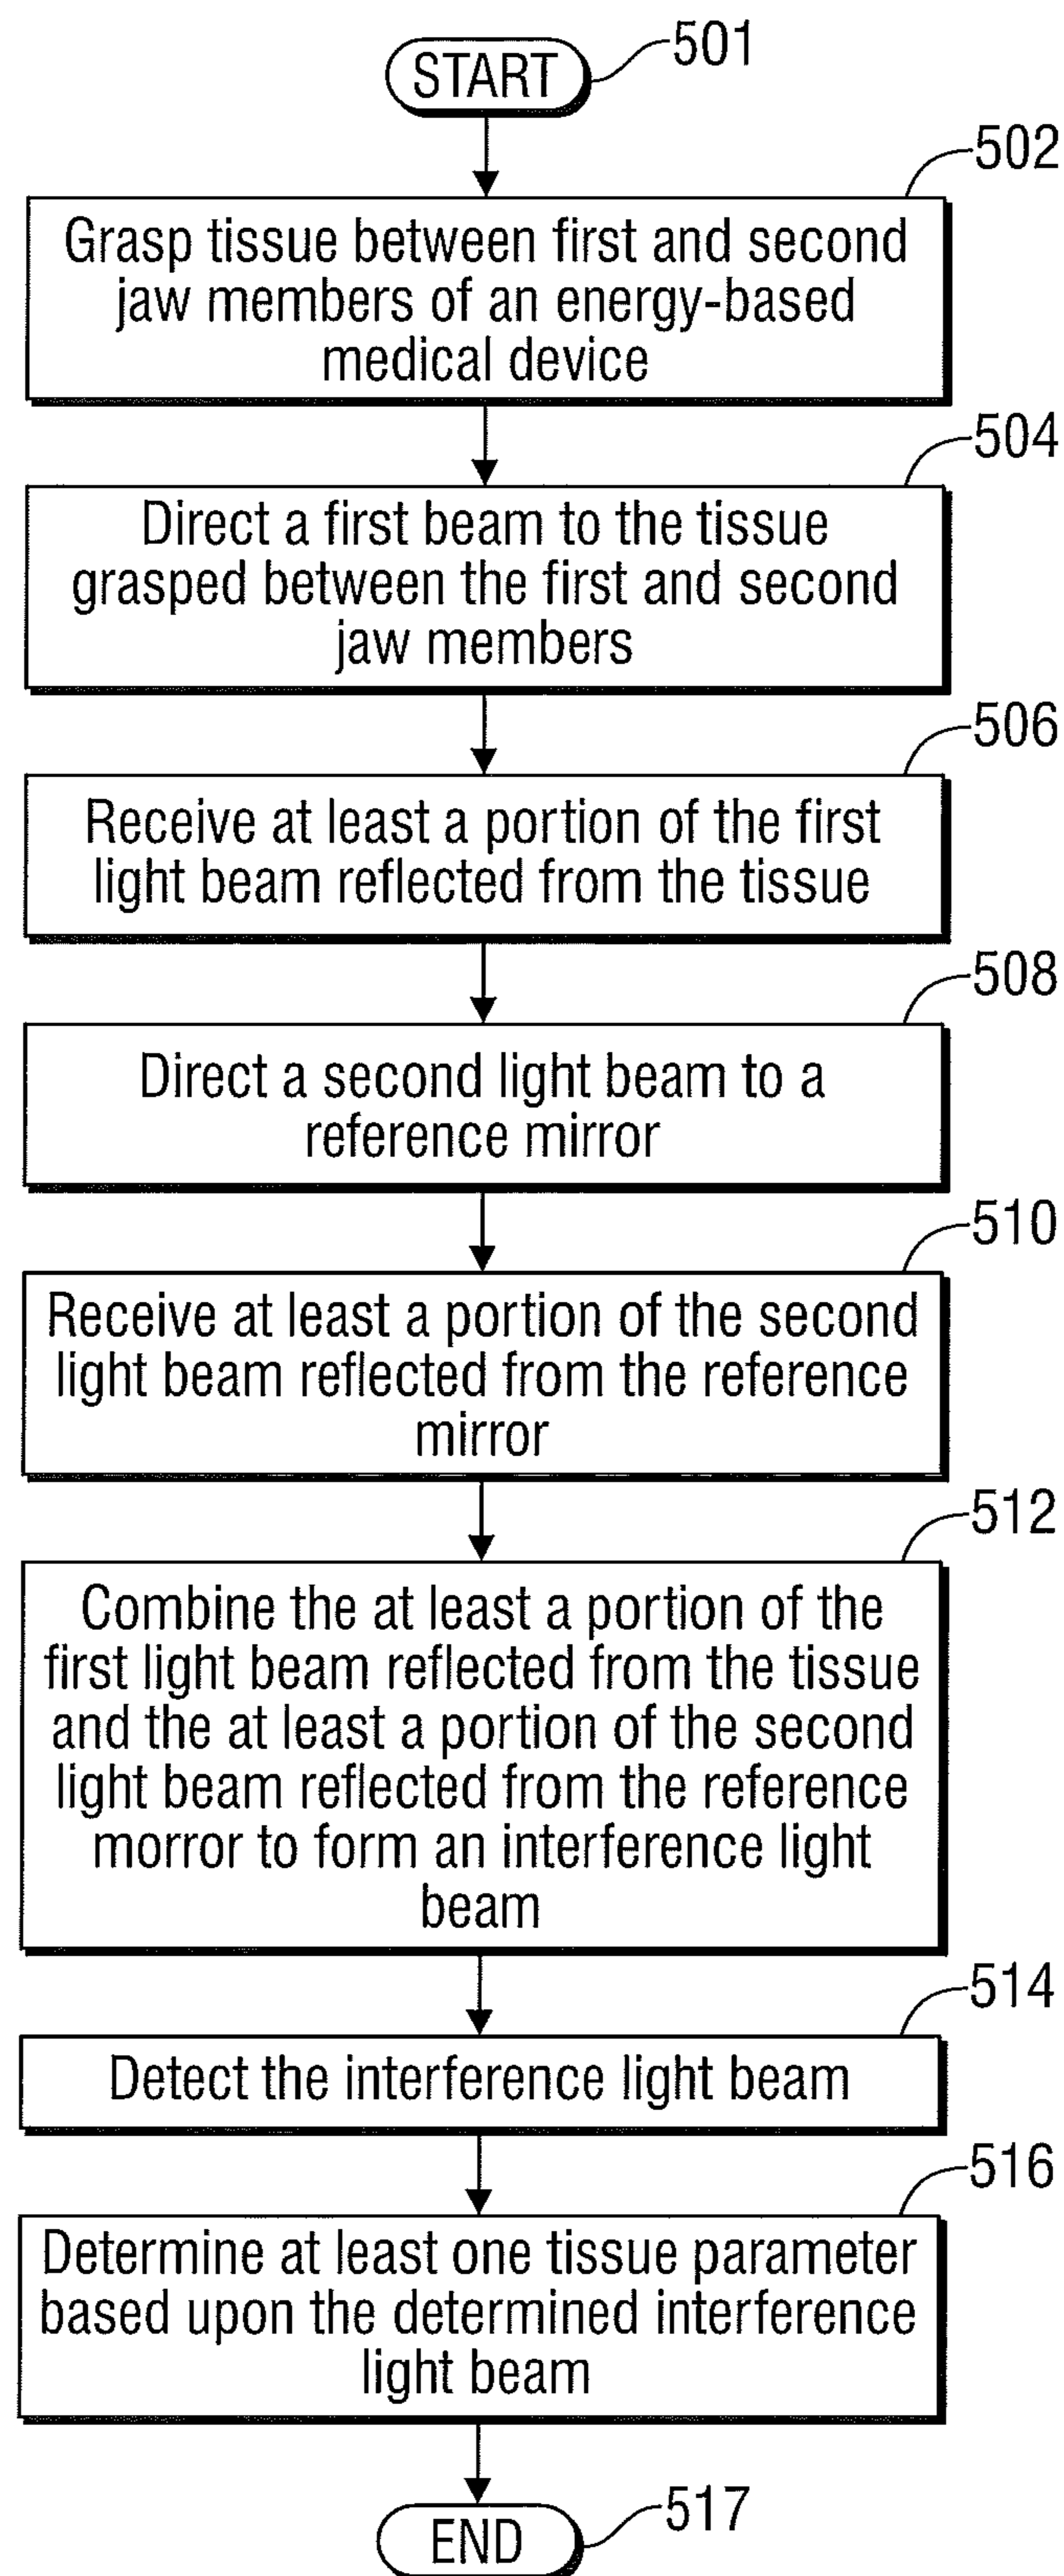 START
501
502
Grasp tissue between first and second
jaw members of an energy-based
medical device
504
Direct a first beam to the tissue
grasped between the first and second
jaw members
506
Receive at least a portion of the first
light beam reflected from the tissue
508
Direct a second light beam to a
reference mirror
510
Receive at least a portion of the second
light beam reflected from the reference
mirror
512
Combine the at least a portion of the
first light beam reflected from the tissue
and the at least a portion of the second
light beam reflected from the reference
morror to form an interference light
beam
514
Detect the interference light beam
516
Determine at least one tissue parameter
based upon the determined interference
light beam
END
517